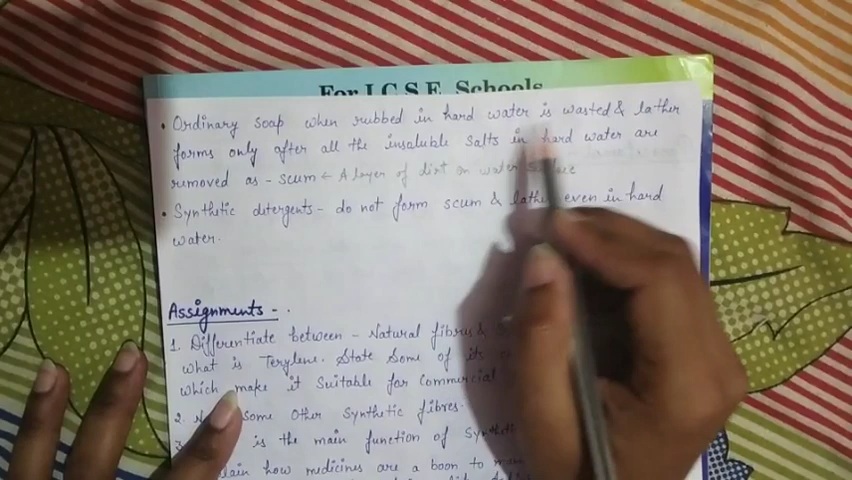 For I.C.S.E. Schools
• Ordinary soap when rubbed in hard water is wasted & lather
forms only after all the insaluble salts in hard water are
removed as - scum ← A layer of dirt on water surface
• Synthetic detergents - do not form scum & lather even in hard
water.
Assignments -
1. Differentiate between - Natural fibres &
what is Terylene. State Some of its
which make it suitable for Commercial
2. some other synthetic fibres.
3 is the main function of
how medicines are a boon to